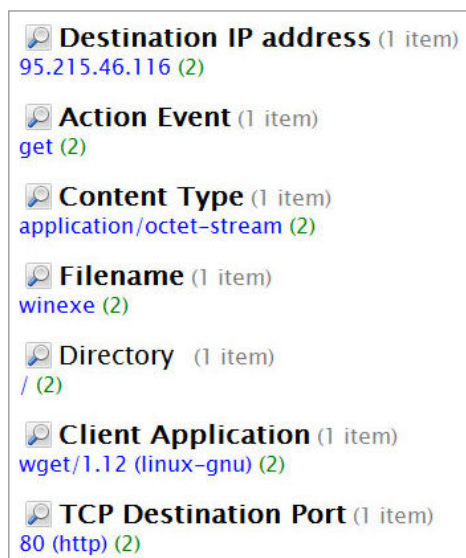 Destination IP address (1 item)
95.215.46.116 (2)
Action Event (1 item)
get (2)
Content Type (1 item)
application/octet-stream (2)
Filename (1 item)
winexe (2)
Directory (1 item)
/ (2)
Client Application (1 item)
wget/1.12 (linux-gnu) (2)
TCP Destination Port (1 item)
80 (http) (2)